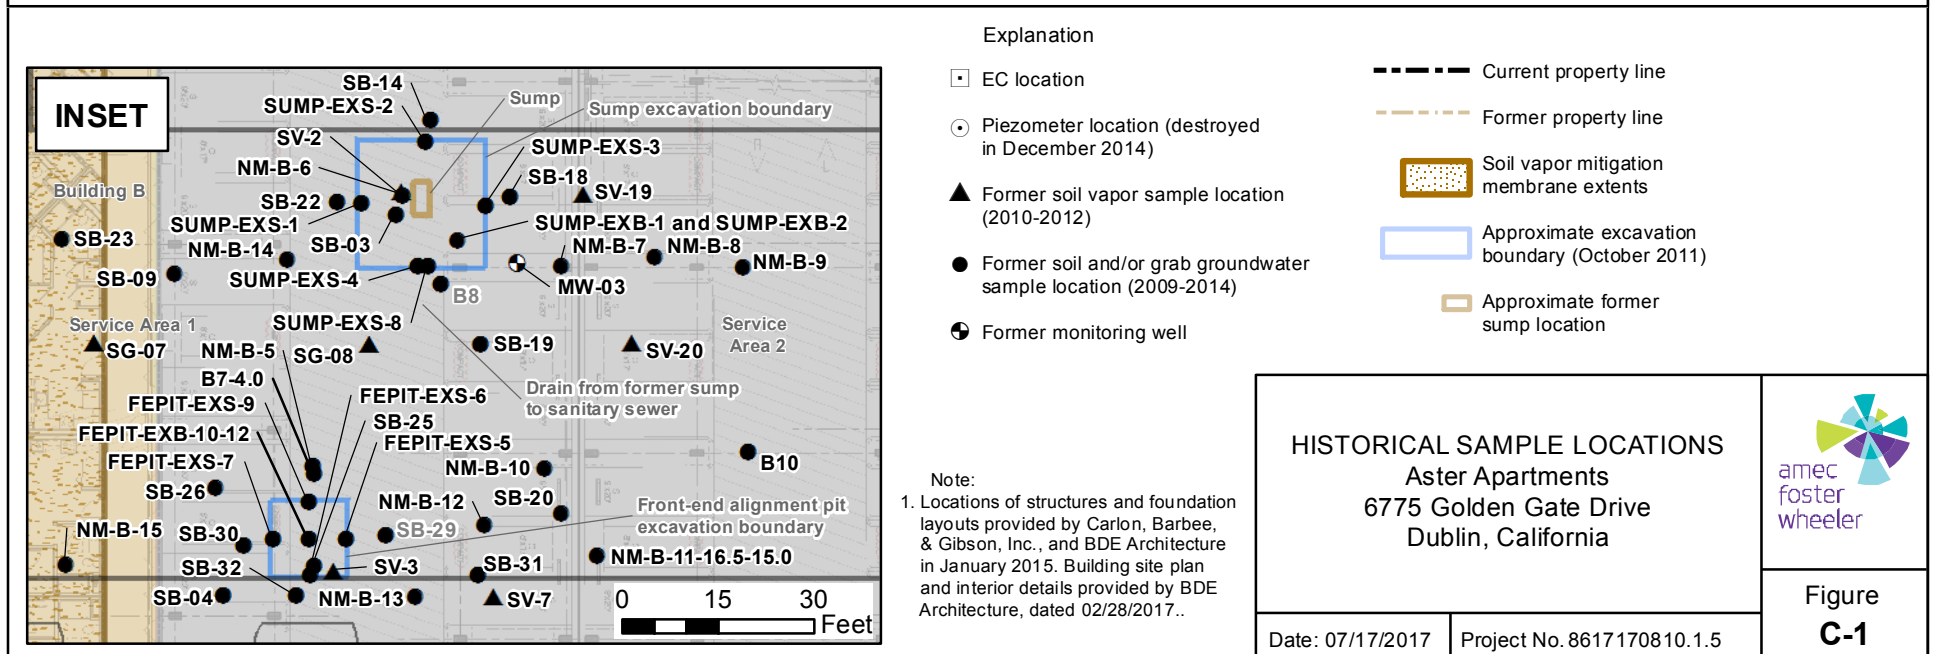 INSET
SB-14
SUMP-EXS-2
SV-2
NM-B-6
SB-22
SUMP-EXS-1
SB-03
NM-B-14
SUMP-EXS-4
SB-09
SB-23
Building B
Sump
Sump excavation boundary
SUMP-EXS-3
SB-18
SV-19
SUMP-EXB-1 and SUMP-EXB-2
NM-B-7
NM-B-8
NM-B-9
MW-03
B8
SUMP-EXS-8
Service Area 1
SG-07
NM-B-5
SG-08
SB-19
SV-20
Service
Area 2
B7-4.0
FEPIT-EXS-9
FEPIT-EXB-10-12
FEPIT-EXS-7
SB-26
Drain from former sump
to sanitary sewer
FEPIT-EXS-6
SB-25
FEPIT-EXS-5
NM-B-10
B10
NM-B-12
SB-20
SB-29
Front-end alignment pit
excavation boundary
NM-B-15
SB-30
SB-32
SV-3
SB-31
NM-B-11-16.5-15.0
SB-04
NM-B-13
SV-7
0 15 30
Feet
Explanation
EC location
Piezometer location (destroyed
in December 2014)
Former soil vapor sample location
(2010-2012)
Former soil and/or grab groundwater
sample location (2009-2014)
Former monitoring well
Current property line
Former property line
Soil vapor mitigation
membrane extents
Approximate excavation
boundary (October 2011)
Approximate former
sump location
Note:
1. Locations of structures and foundation
layouts provided by Carlon, Barbee,
& Gibson, Inc., and BDE Architecture
in January 2015. Building site plan
and interior details provided by BDE
Architecture, dated 02/28/2017..
HISTORICAL SAMPLE LOCATIONS
Aster Apartments
6775 Golden Gate Drive
Dublin, California
Date: 07/17/2017
Project No. 8617170810.1.5
amec
foster
wheeler
Figure
C-1